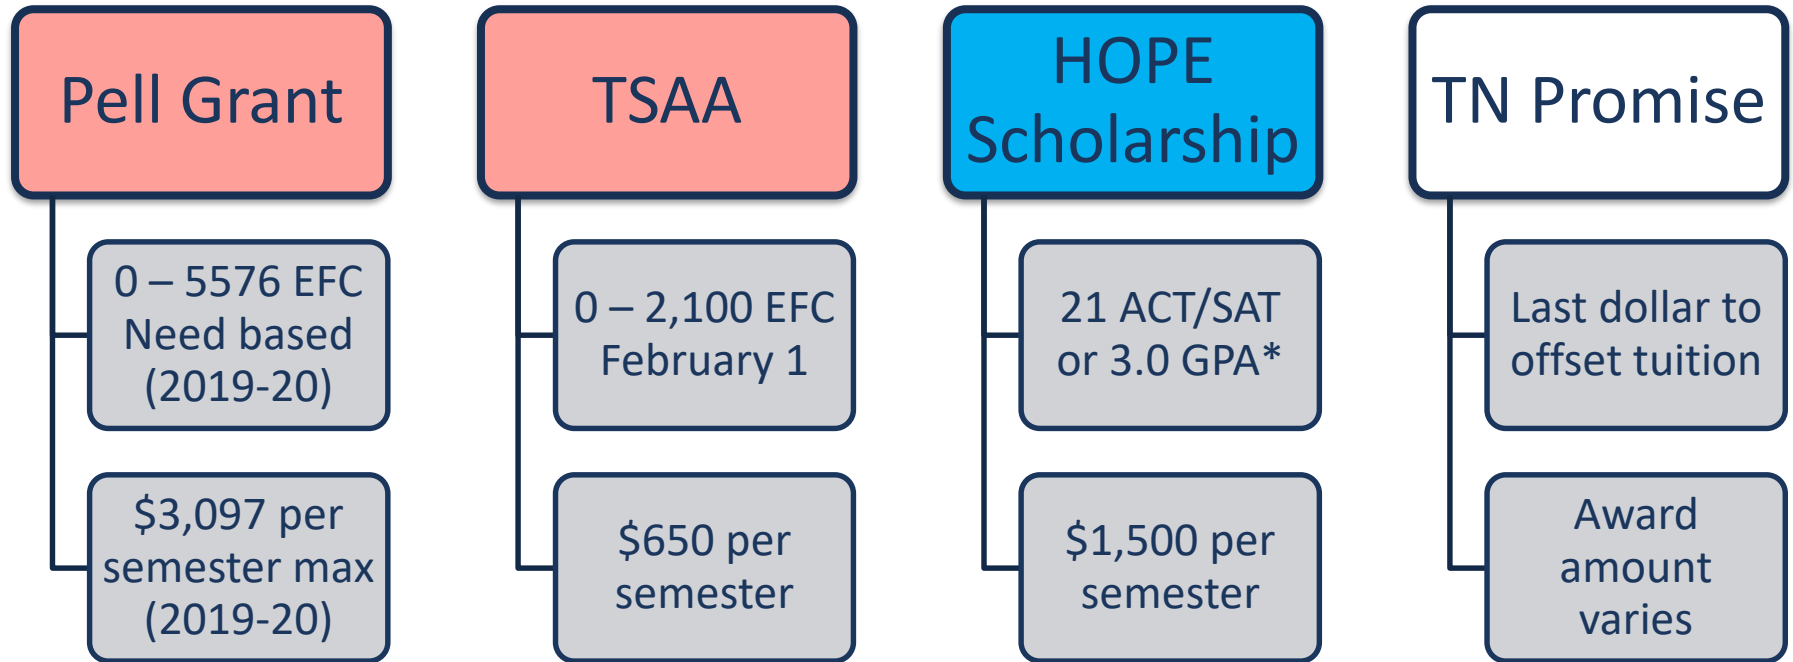 Pell Grant
0 – 5576 EFC
Need based
(2019-20)
$3,097 per
semester max
(2019-20)
TSAA
0 – 2,100 EFC
February 1
$650 per
semester
HOPE
Scholarship
21 ACT/SAT
or 3.0 GPA*
$1,500 per
semester
TN Promise
Last dollar to
offset tuition
Award
amount
varies